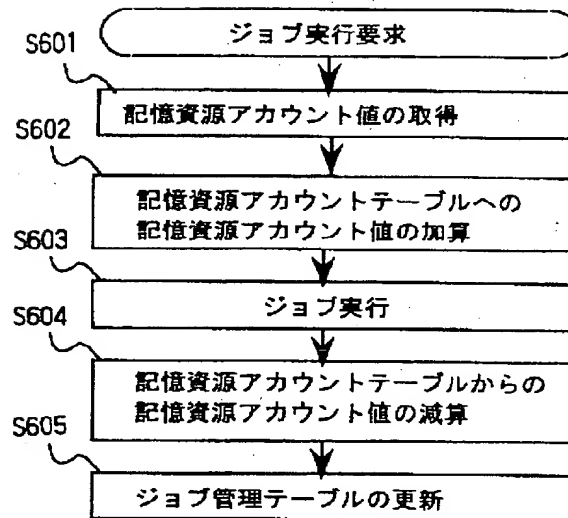 ジョブ実行要求
S601
記憶資源アカウント値の取得
S602
記憶資源アカウントテーブルへの
記憶資源アカウント値の加算
S603
ジョブ実行
S604
記憶資源アカウントテーブルからの
記憶資源アカウント値の減算
S605
ジョブ管理テーブルの更新